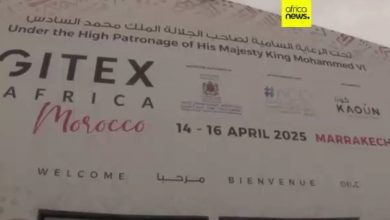 africa
news.
تحت الرعاية السامية لصاحب الجلالة الملك محمد السادس
Under the High Patronage of His Majesty King Mohammed VI
GITEX
AFRICA
Morocco
كون
KAOUN
14 - 16 APRIL 2025 MARRAKECH
WELCOME مرحبا BIENVENUE